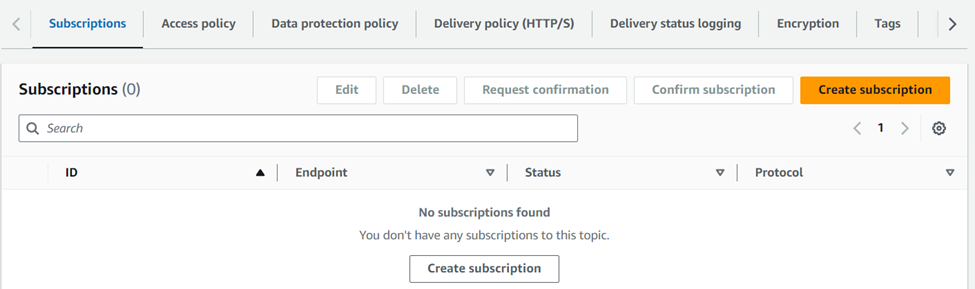 Subscriptions Access policy Data protection policy Delivery policy (HTTP/S) Delivery status logging Encryption Tags
Subscriptions (0) Edit Delete Request confirmation Confirm subscription Create subscription
Search 1
ID Endpoint Status Protocol
No subscriptions found
You don't have any subscriptions to this topic.
Create subscription